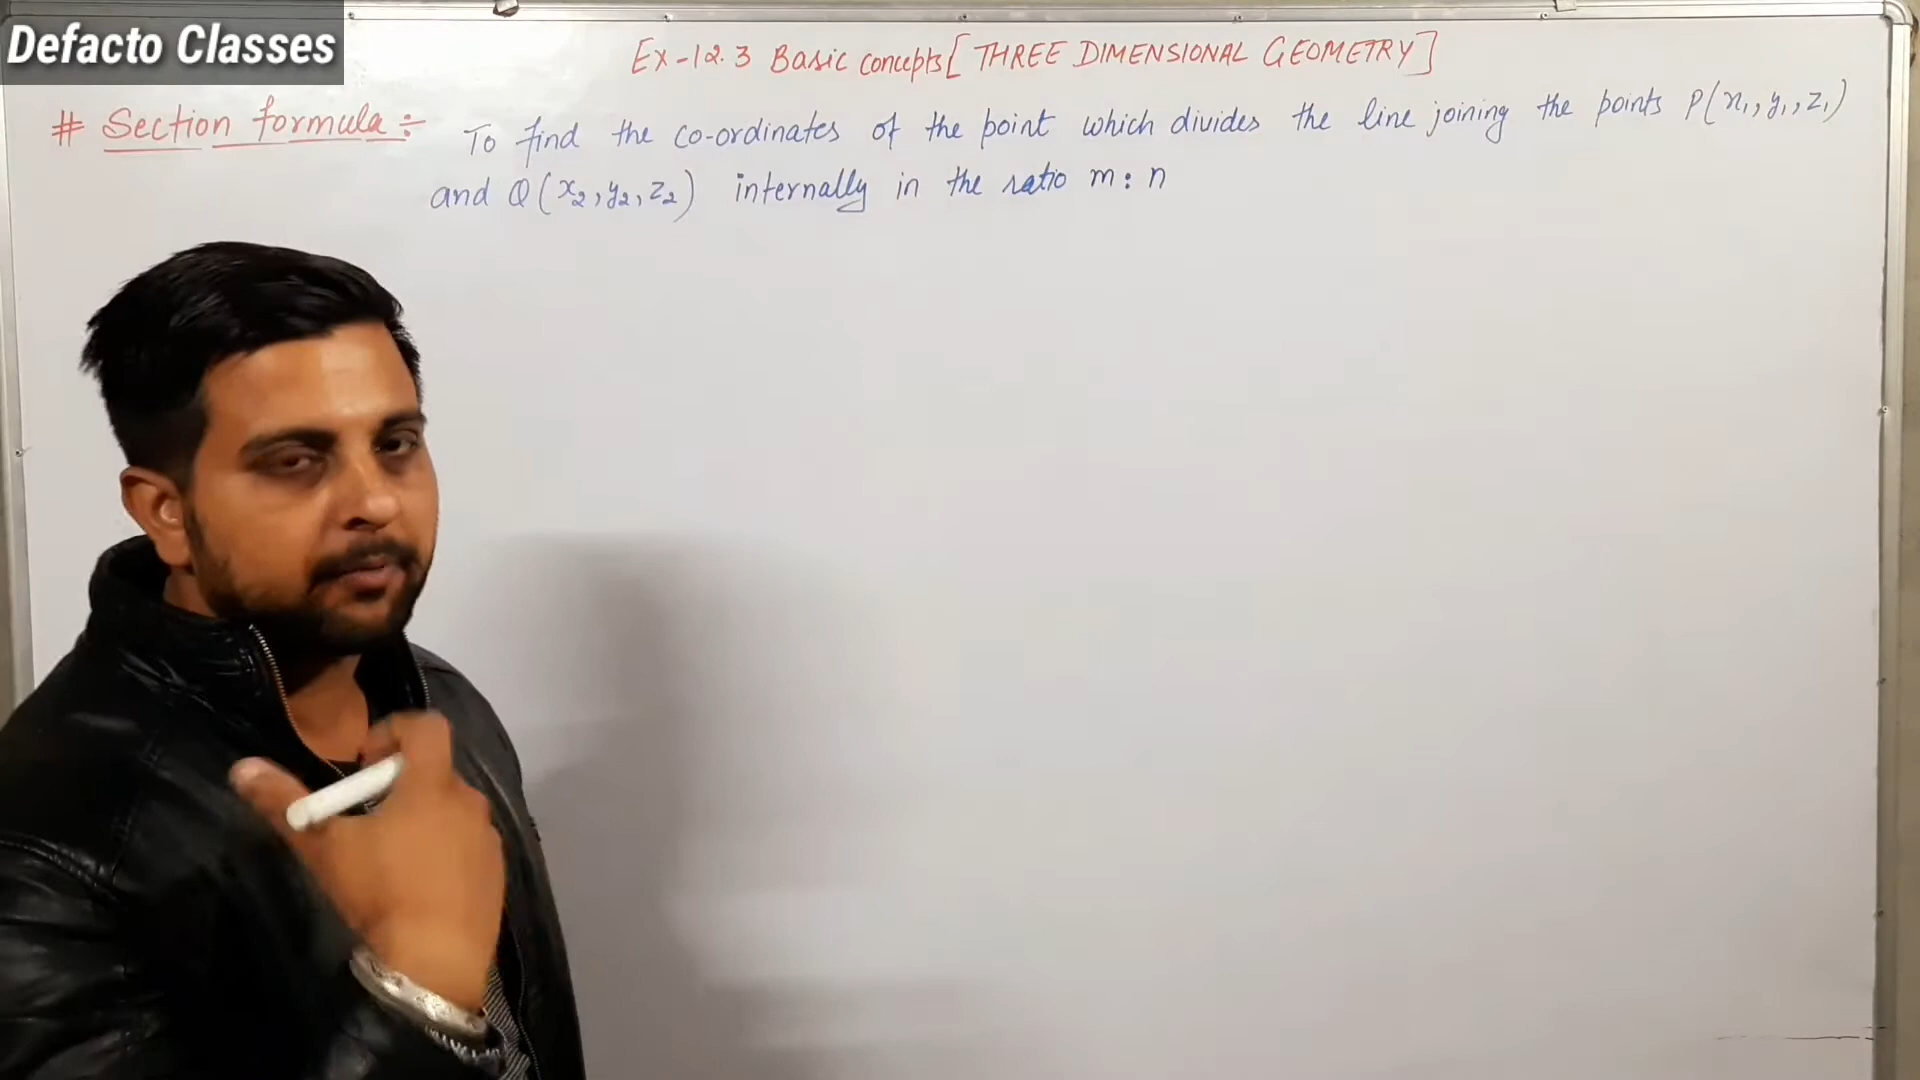 Defacto Classes
Ex-12.3 Basic concepts [THREE DIMENSIONAL GEOMETRY]
# Section formula :- To find the co-ordinates of the point which divides the line joining the points P(x₁, y₁, z₁)
and Q(x₂, y₂, z₂) internally in the ratio m : n